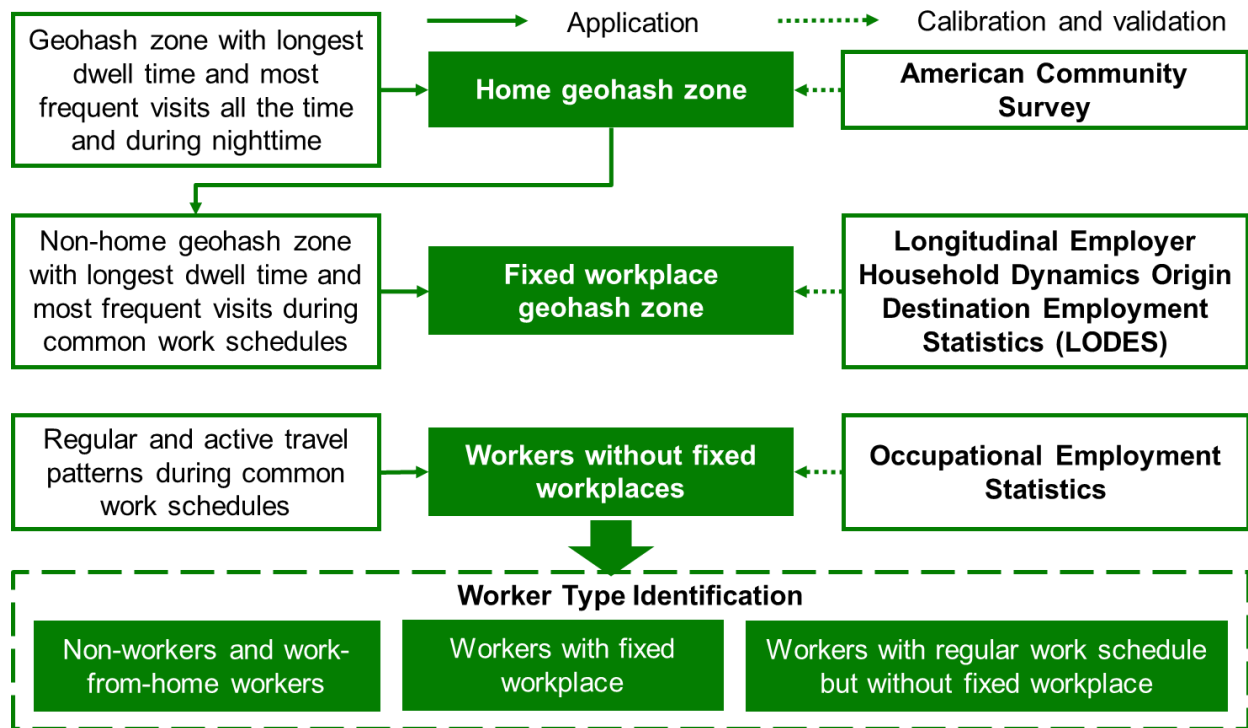 Application
Calibration and validation
Geohash zone with longest
dwell time and most
frequent visits all the time
and during nighttime
Home geohash zone
American Community
Survey
Non-home geohash zone
with longest dwell time and
most frequent visits during
common work schedules
Fixed workplace
geohash zone
Longitudinal Employer
Household Dynamics Origin
Destination Employment
Statistics (LODES)
Regular and active travel
patterns during common
work schedules
Workers without fixed
workplaces
Occupational Employment
Statistics
Worker Type Identification
Non-workers and work-
from-home workers
Workers with fixed
workplace
Workers with regular work schedule
but without fixed workplace